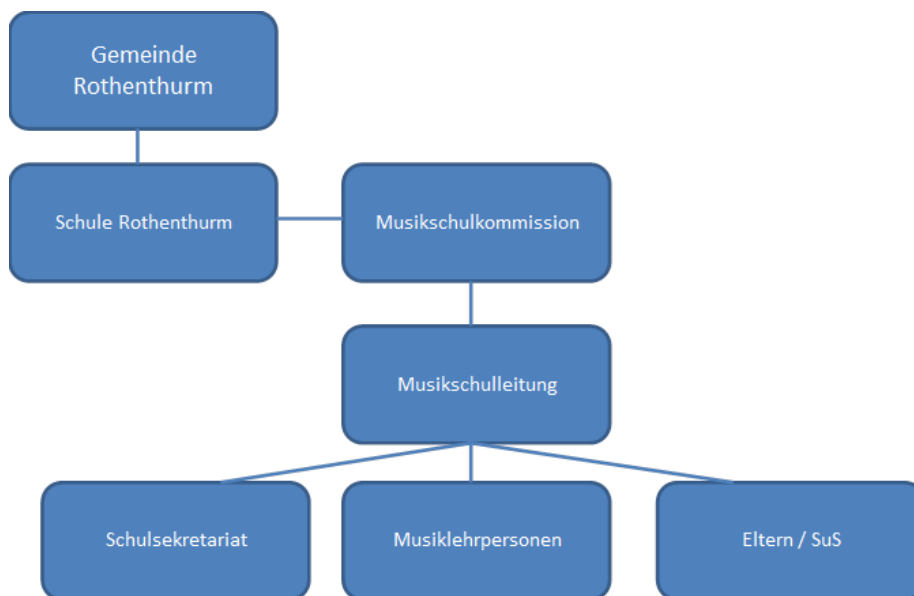 Gemeinde
Rothenthurm
Schule Rothenthurm
Musikschulkommission
Musikschulleitung
Schulsekretariat
Musiklehrpersonen
Eltern / SuS